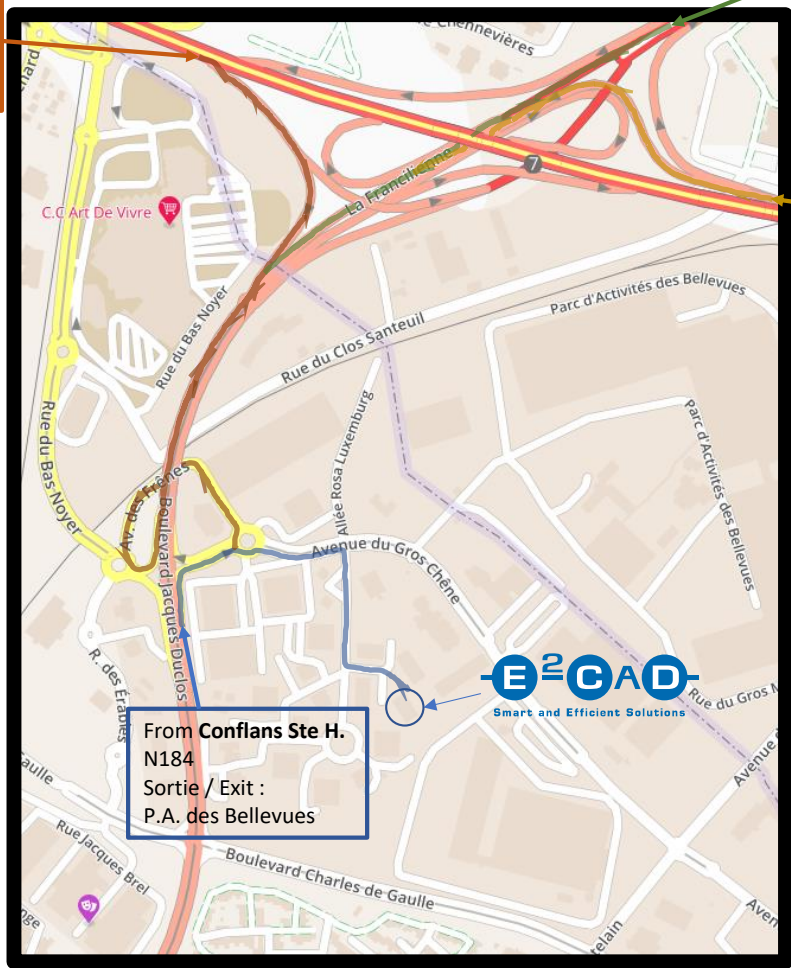 Chennevières
7
La Francilienne
C.C Art De Vivre
Rue du Bas Noyer
Rue du Clos Santeuil
Parc d'Activités des Bellevues
Rue du Bas Noyer
Av. des Frênes
Boulevard Jacques Duclos
Allée Rosa Luxemburg
Avenue du Gros Chêne
Parc d'Activités des Bellevues
R. des Érables
E²CAD
Smart and Efficient Solutions
Rue du Gros
From Conflans Ste H.
N184
Sortie / Exit :
P.A. des Bellevues
Avenue
Gaulle
Rue Jacques Brel
Boulevard Charles de Gaulle